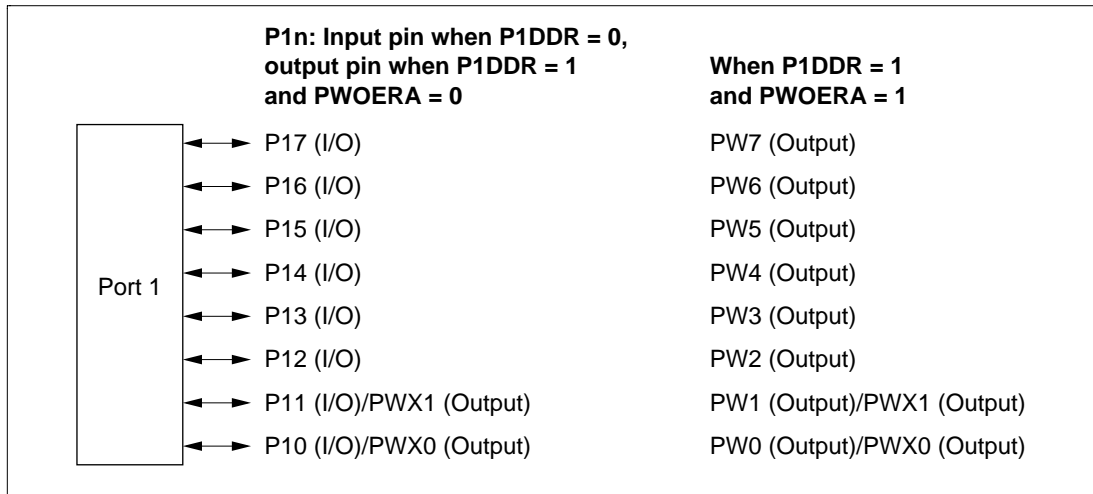 P1n: Input pin when P1DDR = 0,
output pin when P1DDR = 1
and PWOERA = 0
When P1DDR = 1
and PWOERA = 1
Port 1
P17 (I/O) PW7 (Output)
P16 (I/O) PW6 (Output)
P15 (I/O) PW5 (Output)
P14 (I/O) PW4 (Output)
P13 (I/O) PW3 (Output)
P12 (I/O) PW2 (Output)
P11 (I/O)/PWX1 (Output) PW1 (Output)/PWX1 (Output)
P10 (I/O)/PWX0 (Output) PW0 (Output)/PWX0 (Output)